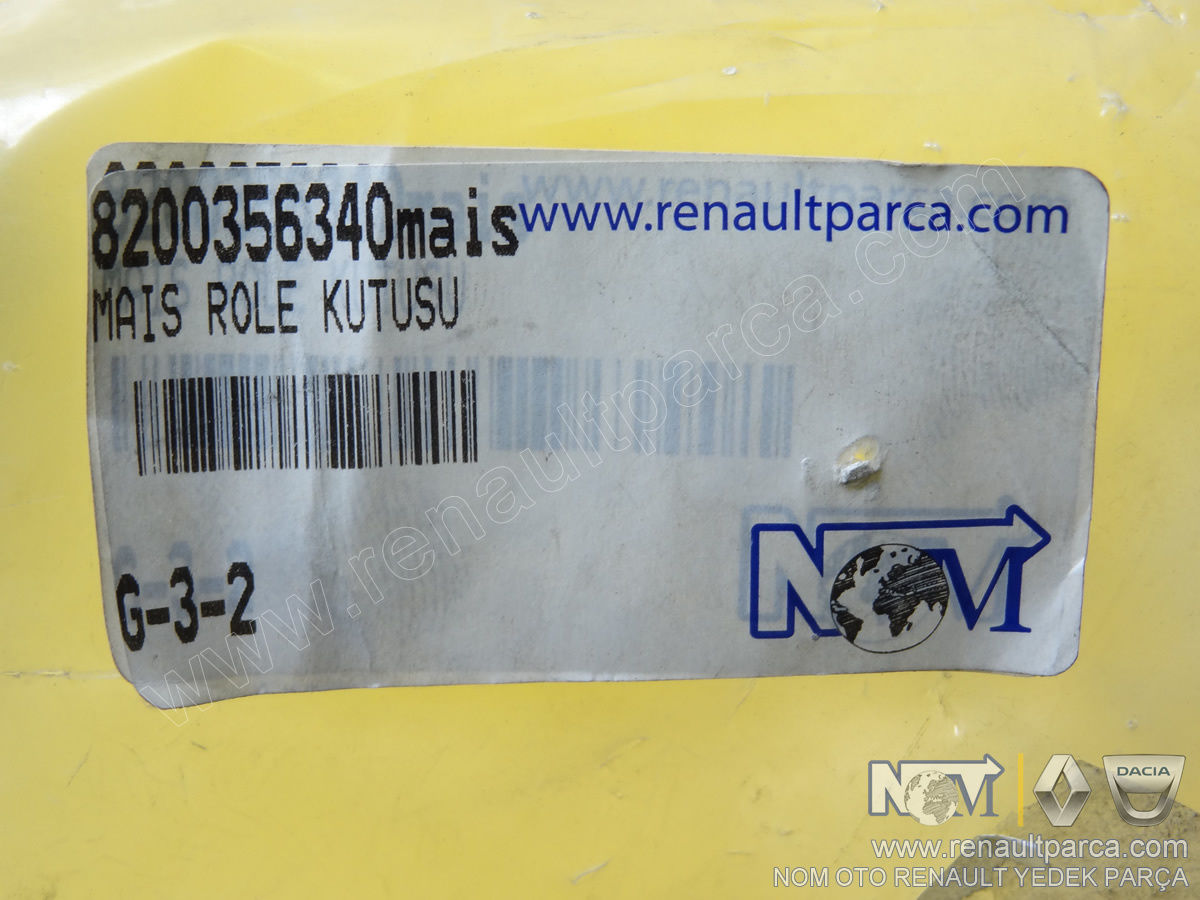 8200356340mais
www.renaultparca.com
MAIS ROLE KUTUSU
G-3-2
NOM
www.renaultparca.com
NOM
DACIA
www.renaultparca.com
NOM OTO RENAULT YEDEK PARÇA